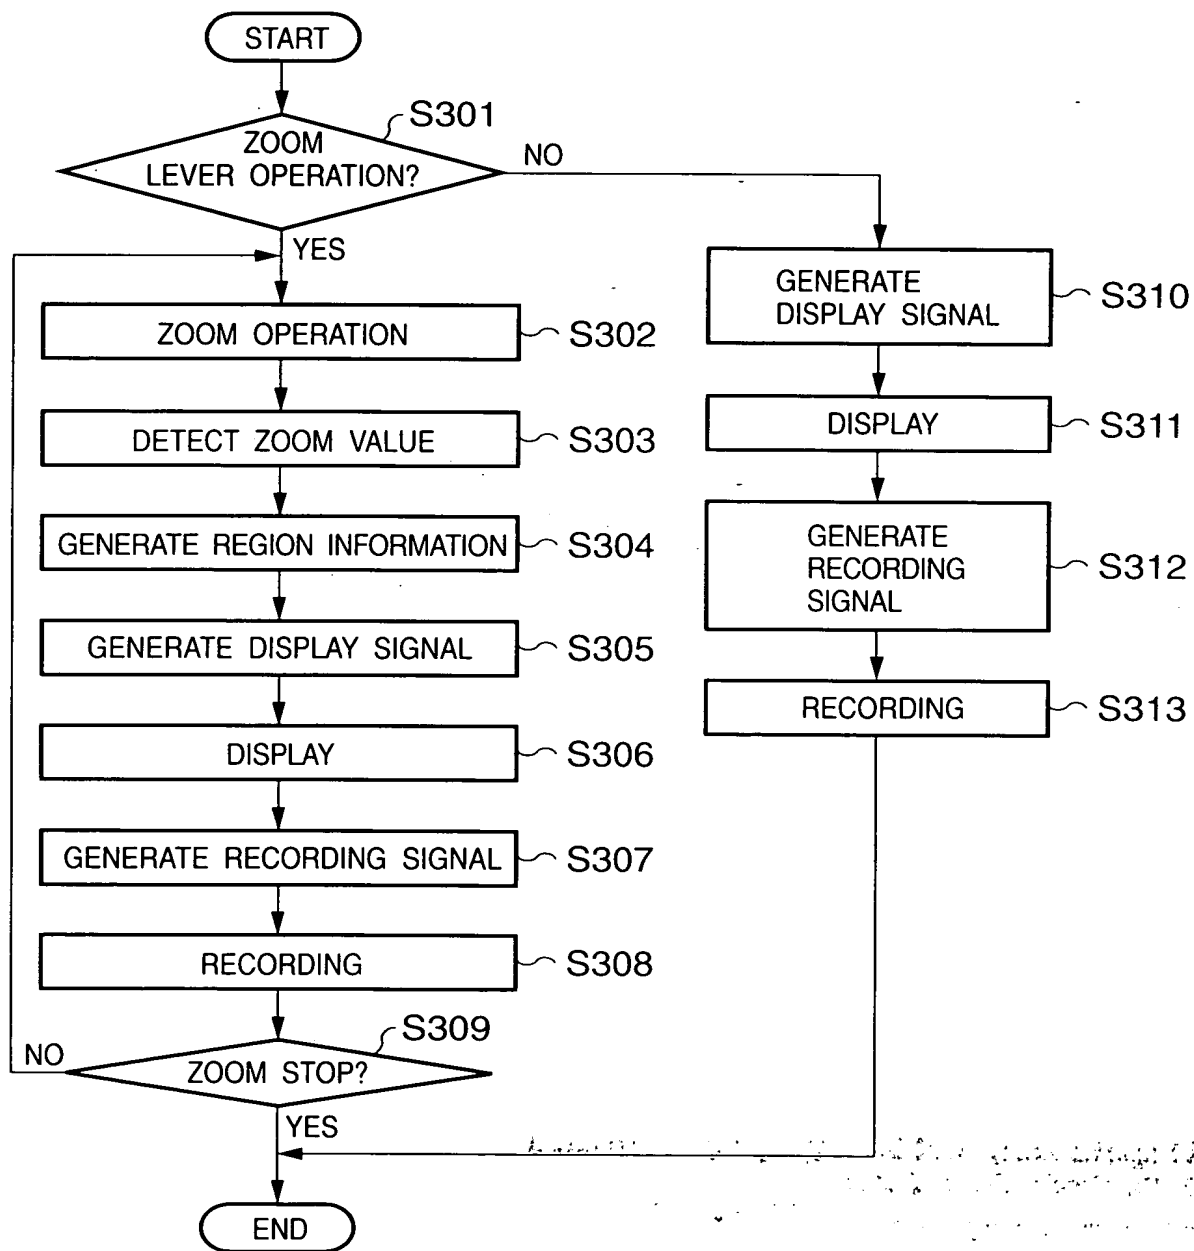 START
S301
ZOOM
LEVER OPERATION?
NO
YES
ZOOM OPERATION
S302
DETECT ZOOM VALUE
S303
GENERATE REGION INFORMATION
S304
GENERATE DISPLAY SIGNAL
S305
DISPLAY
S306
GENERATE RECORDING SIGNAL
S307
RECORDING
S308
S309
NO
ZOOM STOP?
YES
END
GENERATE
DISPLAY SIGNAL
S310
DISPLAY
S311
GENERATE
RECORDING
SIGNAL
S312
RECORDING
S313